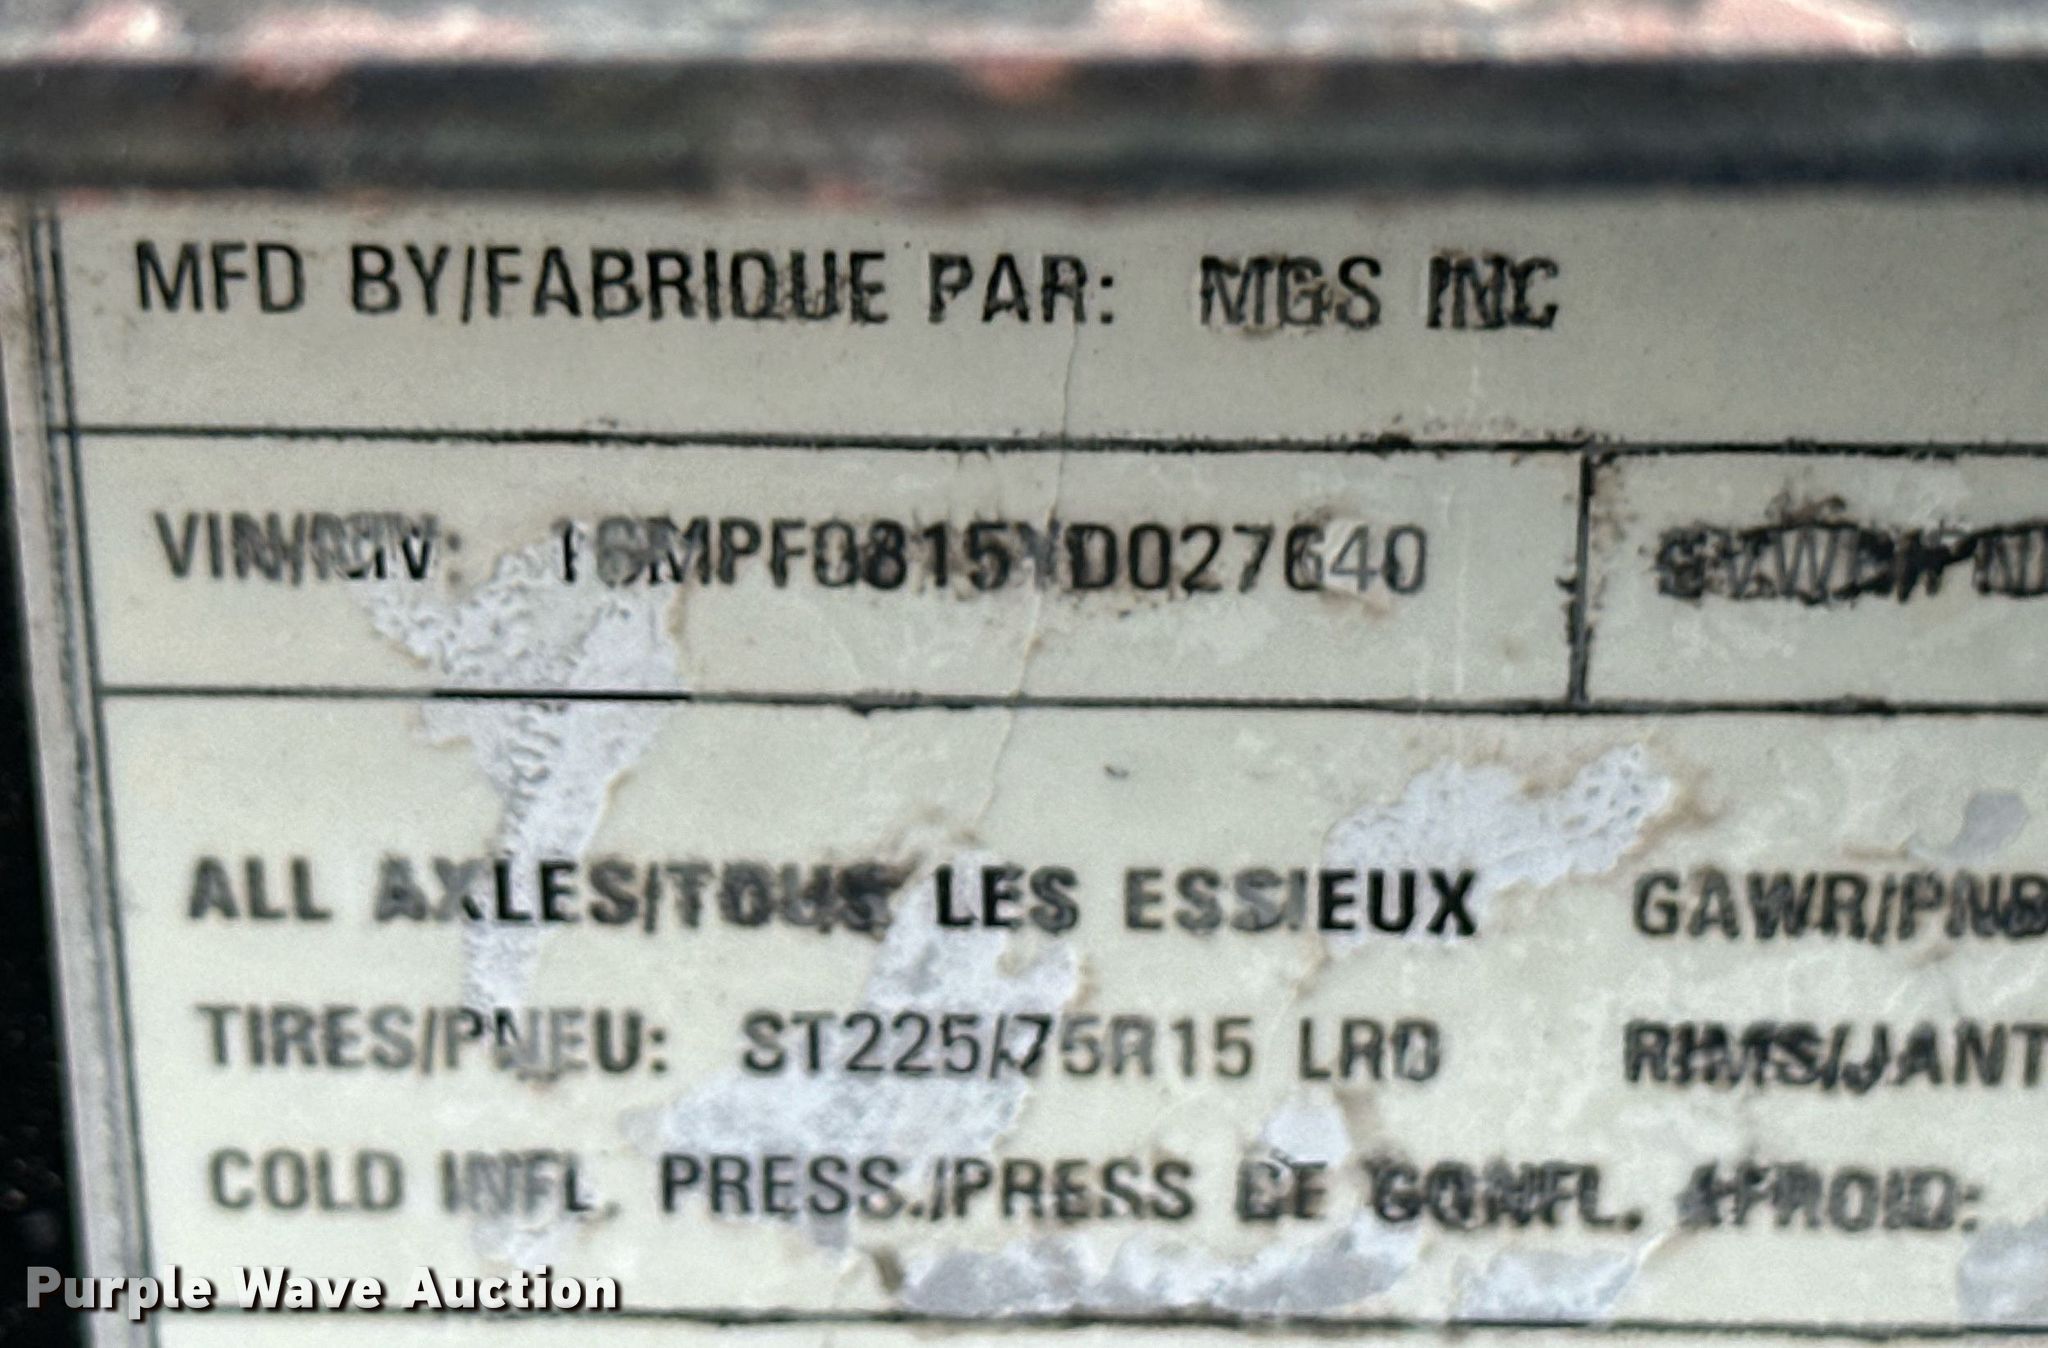 MFD BY/FABRIQUE PAR: MGS INC
VIN/NIV: 16MPF0815YD027640
ALL AXLES/TOUS LES ESSIEUX GAWR/PNB
TIRES/PNEU: ST225/75R15 LRD RIMS/JANT
COLD INFL. PRESS./PRESS DE GONFL. A FROID:
Purple Wave Auction